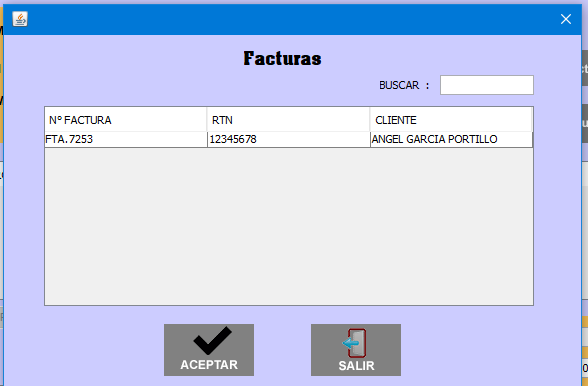 Facturas
BUSCAR :
Nº FACTURA RTN CLIENTE
FTA.7253 12345678 ANGEL GARCIA PORTILLO
ACEPTAR SALIR